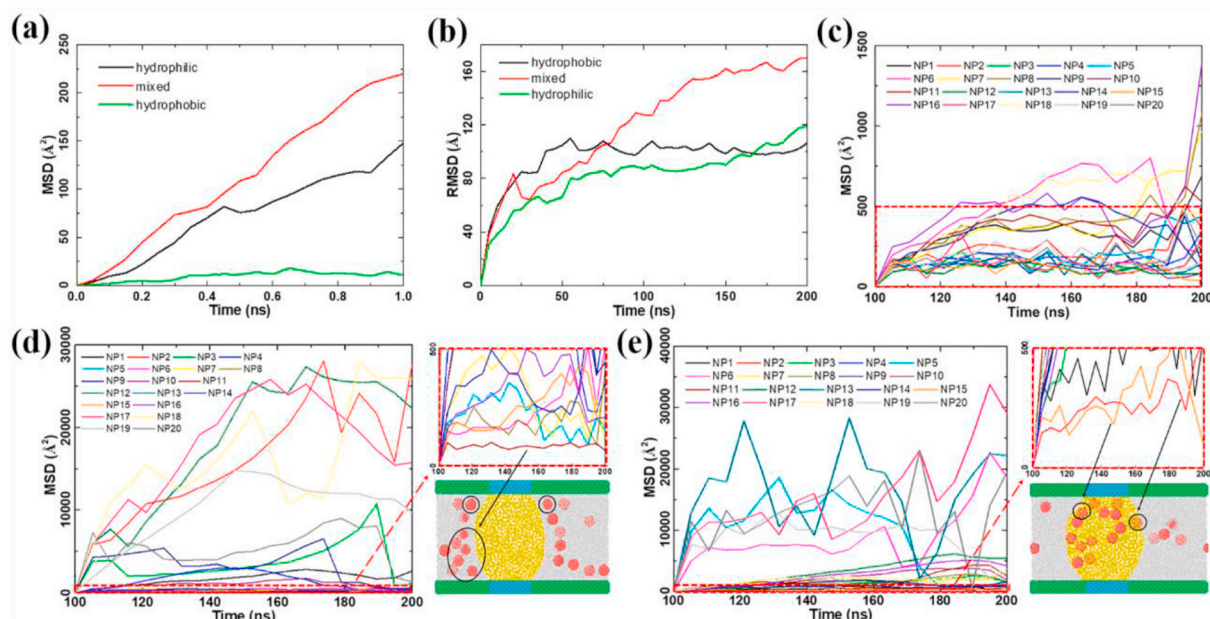 (a)
MSD (Å²)
250
200
150
100
50
0
hydrophilic
mixed
hydrophobic
0.0 0.2 0.4 0.6 0.8 1.0
Time (ns)
(b)
RMSD (Å)
160
120
80
40
0
hydrophobic
mixed
hydrophilic
0 50 100 150 200
Time (ns)
(c)
MSD (Å²)
1500
1000
500
0
NP1 NP2 NP3 NP4 NP5
NP6 NP7 NP8 NP9 NP10
NP11 NP12 NP13 NP14 NP15
NP16 NP17 NP18 NP19 NP20
100 120 140 160 180 200
Time (ns)
(d)
MSD (Å²)
30000
20000
10000
0
NP1 NP2 NP3 NP4
NP5 NP6 NP7 NP8
NP9 NP10 NP11
NP12 NP13 NP14
NP15 NP16
NP17 NP18
NP19 NP20
100 120 140 160 180 200
Time (ns)
500
0
100 120 140 160 180 200
(e)
MSD (Å²)
40000
30000
20000
10000
0
NP1 NP2 NP3 NP4 NP5
NP6 NP7 NP8 NP9 NP10
NP11 NP12 NP13 NP14 NP15
NP16 NP17 NP18 NP19 NP20
100 120 140 160 180 200
Time (ns)
500
0
100 120 140 160 180 200